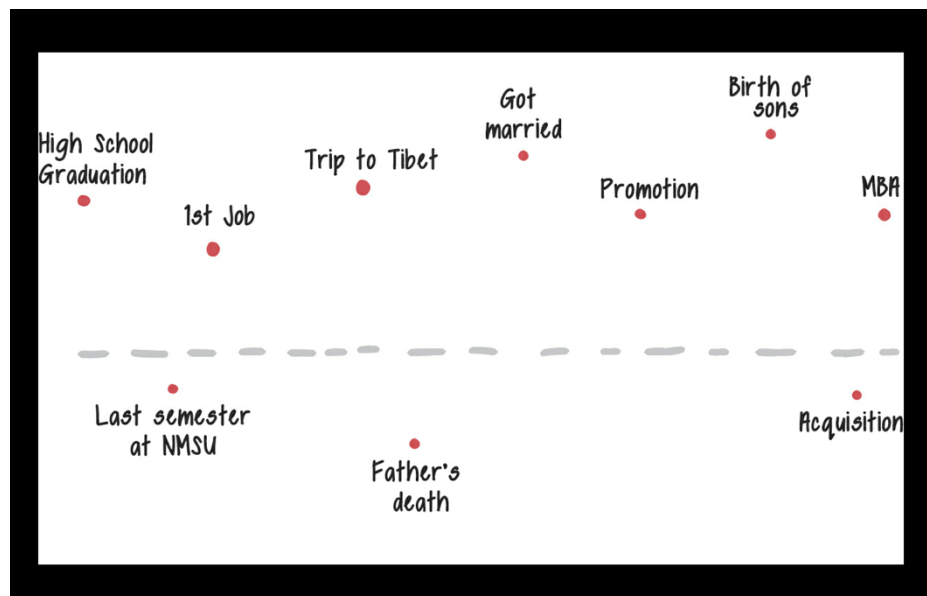 High School
Graduation
1st Job
Trip to Tibet
Got
married
Promotion
Birth of
sons
MBA
Last semester
at NMSU
Father's
death
Acquisition